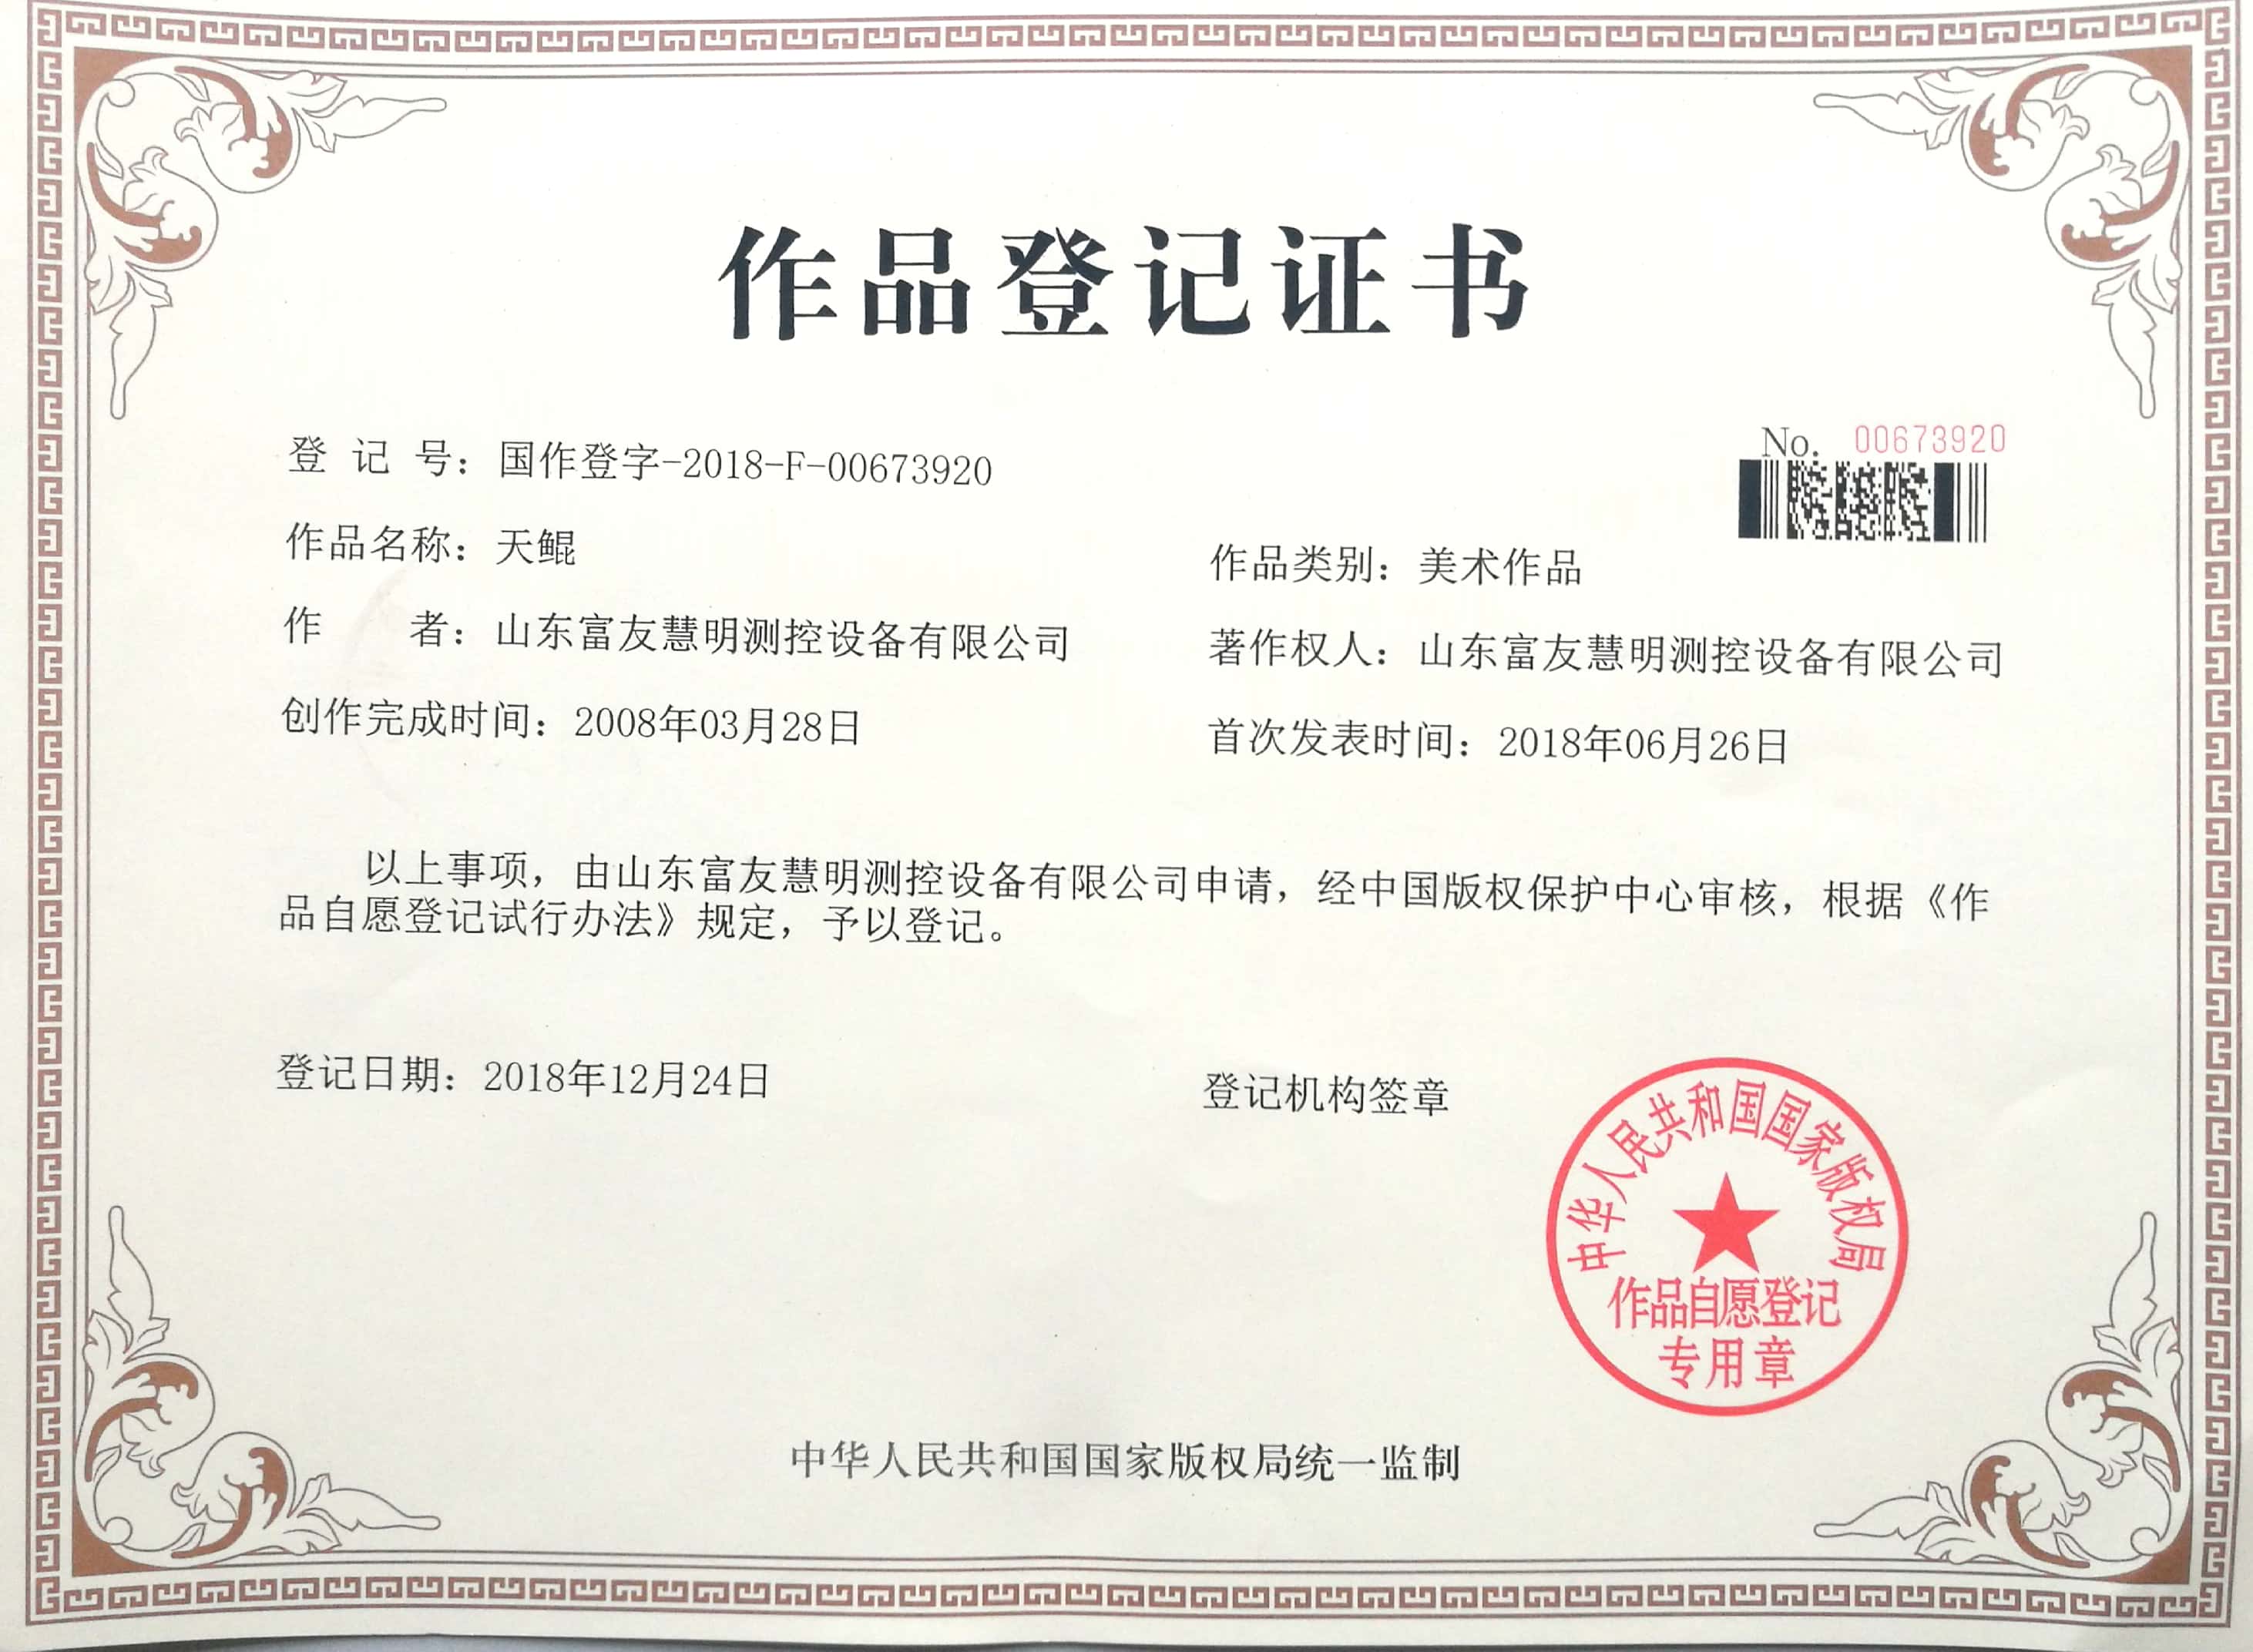 作品登记证书
No. 00673920
登 记 号：国作登字-2018-F-00673920
作品名称：天鲲
作品类别：美术作品
作 者：山东富友慧明测控设备有限公司
著作权人：山东富友慧明测控设备有限公司
创作完成时间：2008年03月28日
首次发表时间：2018年06月26日
以上事项，由山东富友慧明测控设备有限公司申请，经中国版权保护中心审核，根据《作
品自愿登记试行办法》规定，予以登记。
登记日期：2018年12月24日
登记机构签章
中华人民共和国国家版权局
作品自愿登记
专用章
中华人民共和国国家版权局统一监制